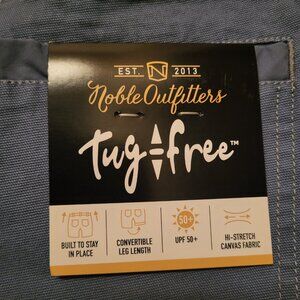 EST. N 2013
Noble Outfitters
tug free™
50+
BUILT TO STAY
IN PLACE
CONVERTIBLE
LEG LENGTH
UPF 50+
HI-STRETCH
CANVAS FABRIC